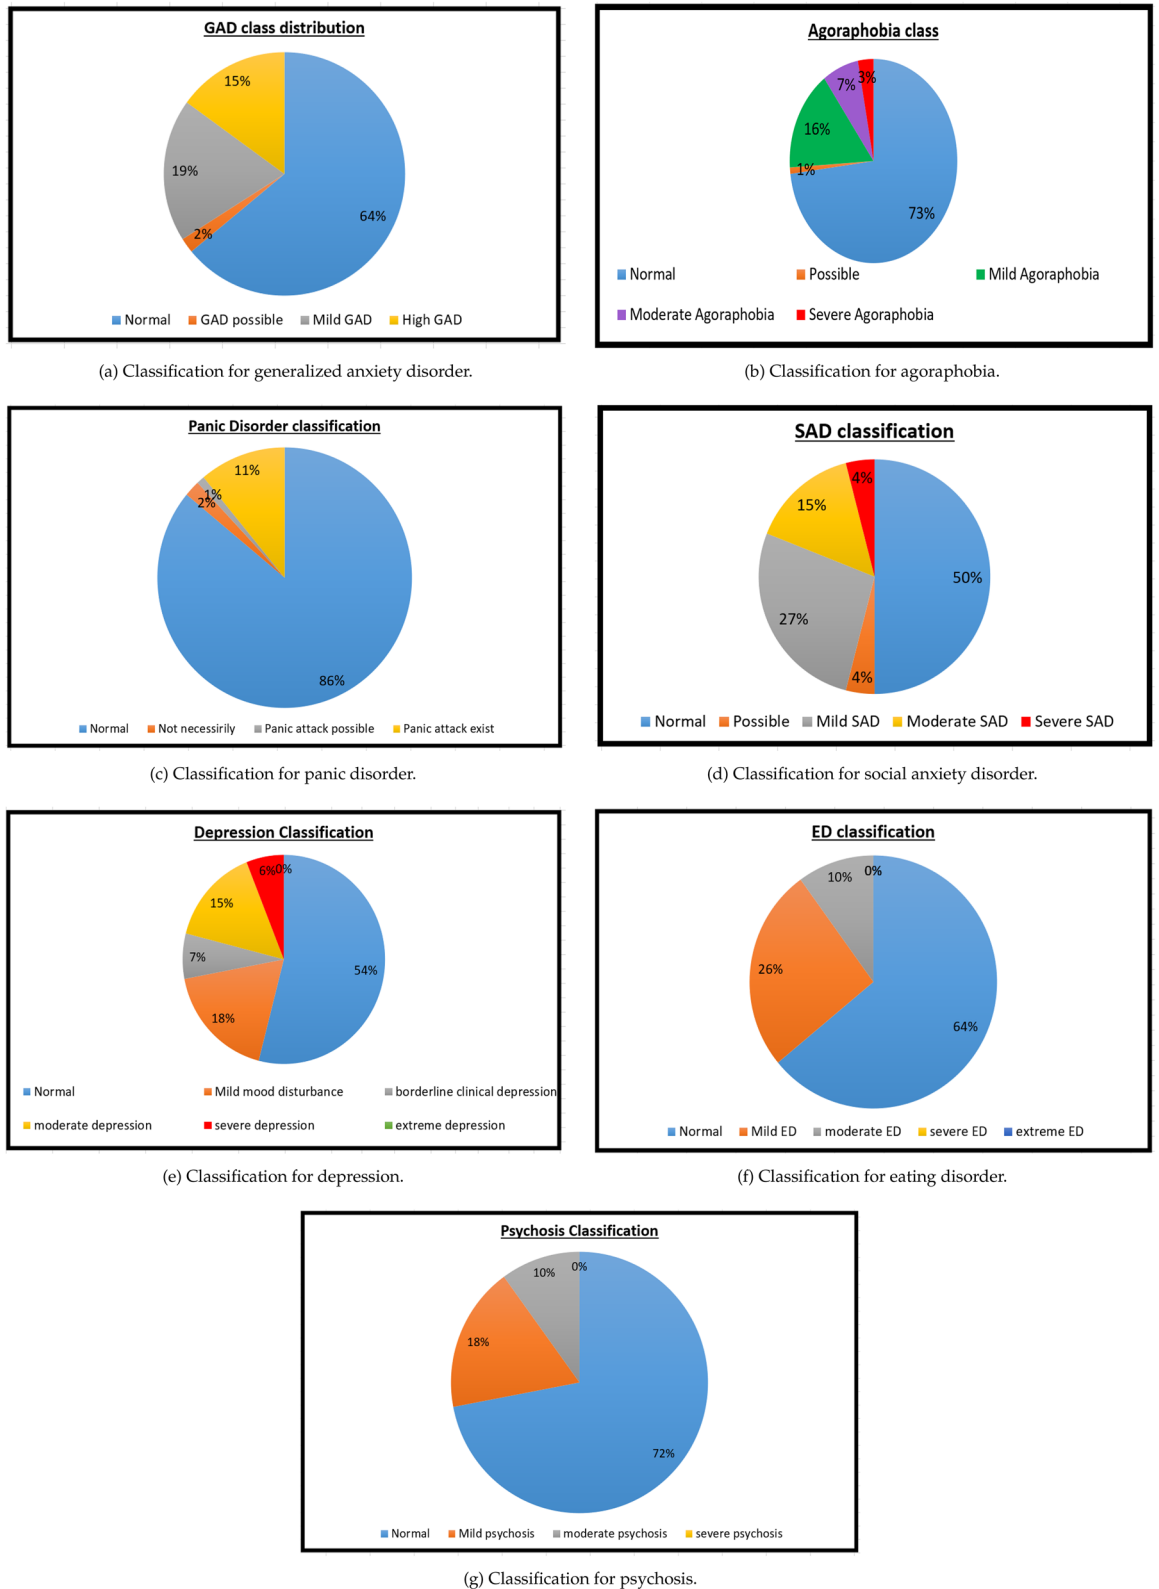 GAD class distribution
15%
19%
2%
64%
Normal GAD possible Mild GAD High GAD
(a) Classification for generalized anxiety disorder.
Agoraphobia class
3%
7%
16%
1%
73%
Normal Possible Mild Agoraphobia
Moderate Agoraphobia Severe Agoraphobia
(b) Classification for agoraphobia.
Panic Disorder classification
11%
1%
2%
86%
Normal Not necessirily Panic attack possible Panic attack exist
(c) Classification for panic disorder.
SAD classification
4%
15%
50%
27%
4%
Normal Possible Mild SAD Moderate SAD Severe SAD
(d) Classification for social anxiety disorder.
Depression Classification
6% 0%
15%
7%
54%
18%
Normal Mild mood disturbance borderline clinical depression
moderate depression severe depression extreme depression
(e) Classification for depression.
ED classification
0%
10%
26%
64%
Normal Mild ED moderate ED severe ED extreme ED
(f) Classification for eating disorder.
Psychosis Classification
0%
10%
18%
72%
Normal Mild psychosis moderate psychosis severe psychosis
(g) Classification for psychosis.